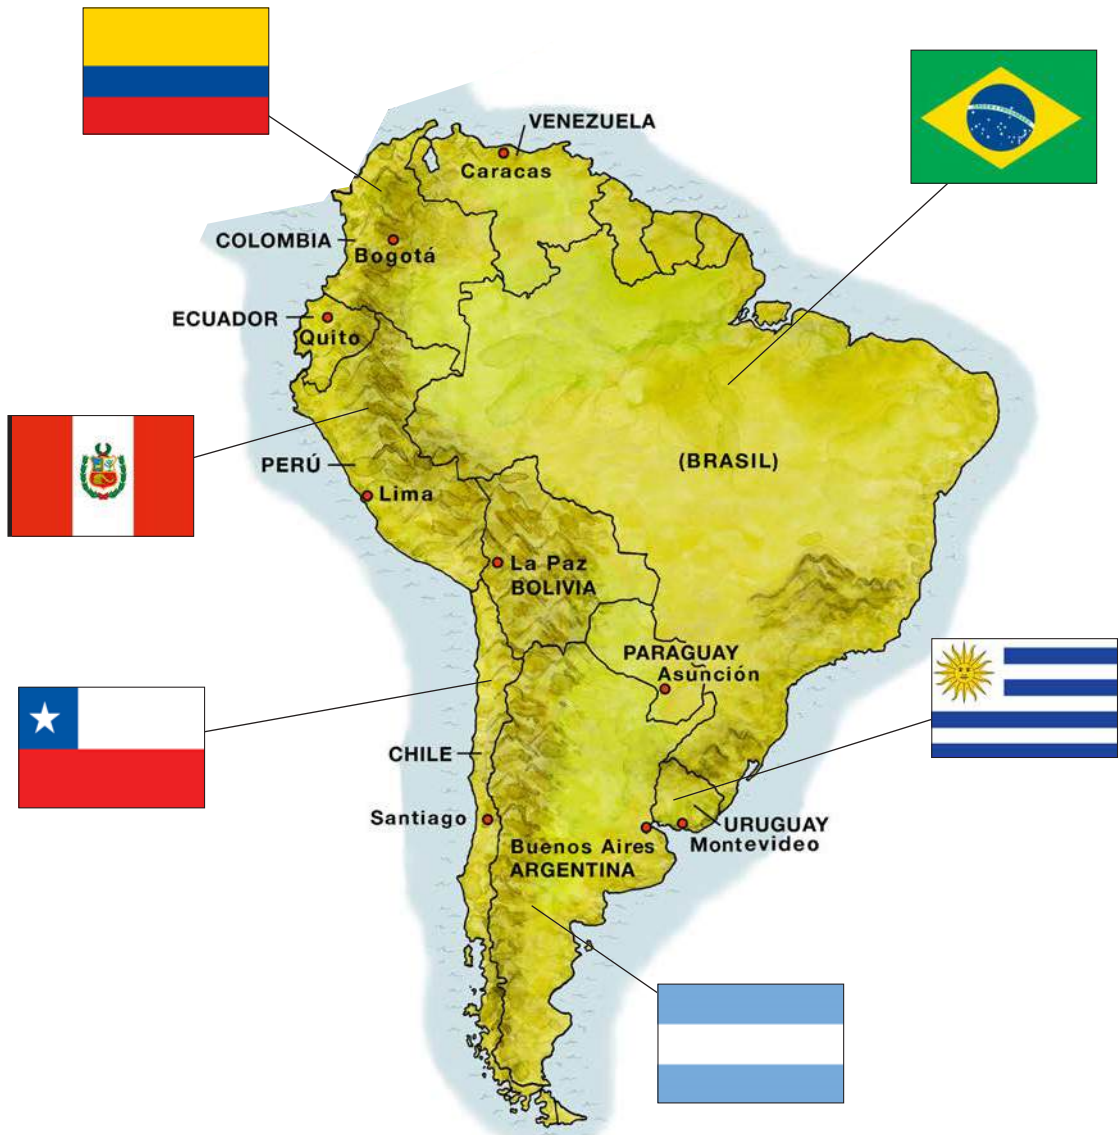 VENEZUELA
Caracas
COLOMBIA
Bogotá
ECUADOR
Quito
(BRASIL)
PERÚ
Lima
La Paz
BOLIVIA
PARAGUAY
Asunción
CHILE
Santiago
URUGUAY
Montevideo
Buenos Aires
ARGENTINA